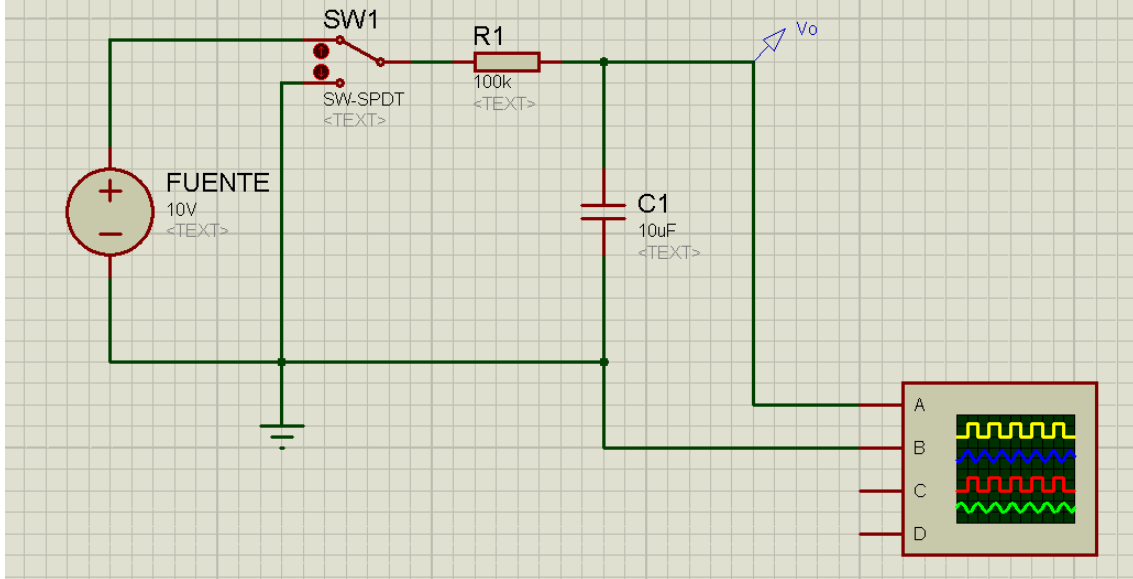 SW1
SW-SPDT
<TEXT>
R1
100k
<TEXT>
Vo
FUENTE
10V
<TEXT>
C1
10uF
<TEXT>
A
B
C
D